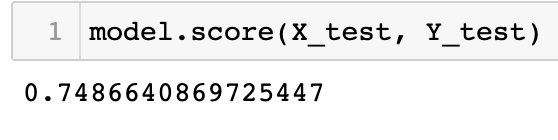 1 model.score(X_test, Y_test)
0.7486640869725447